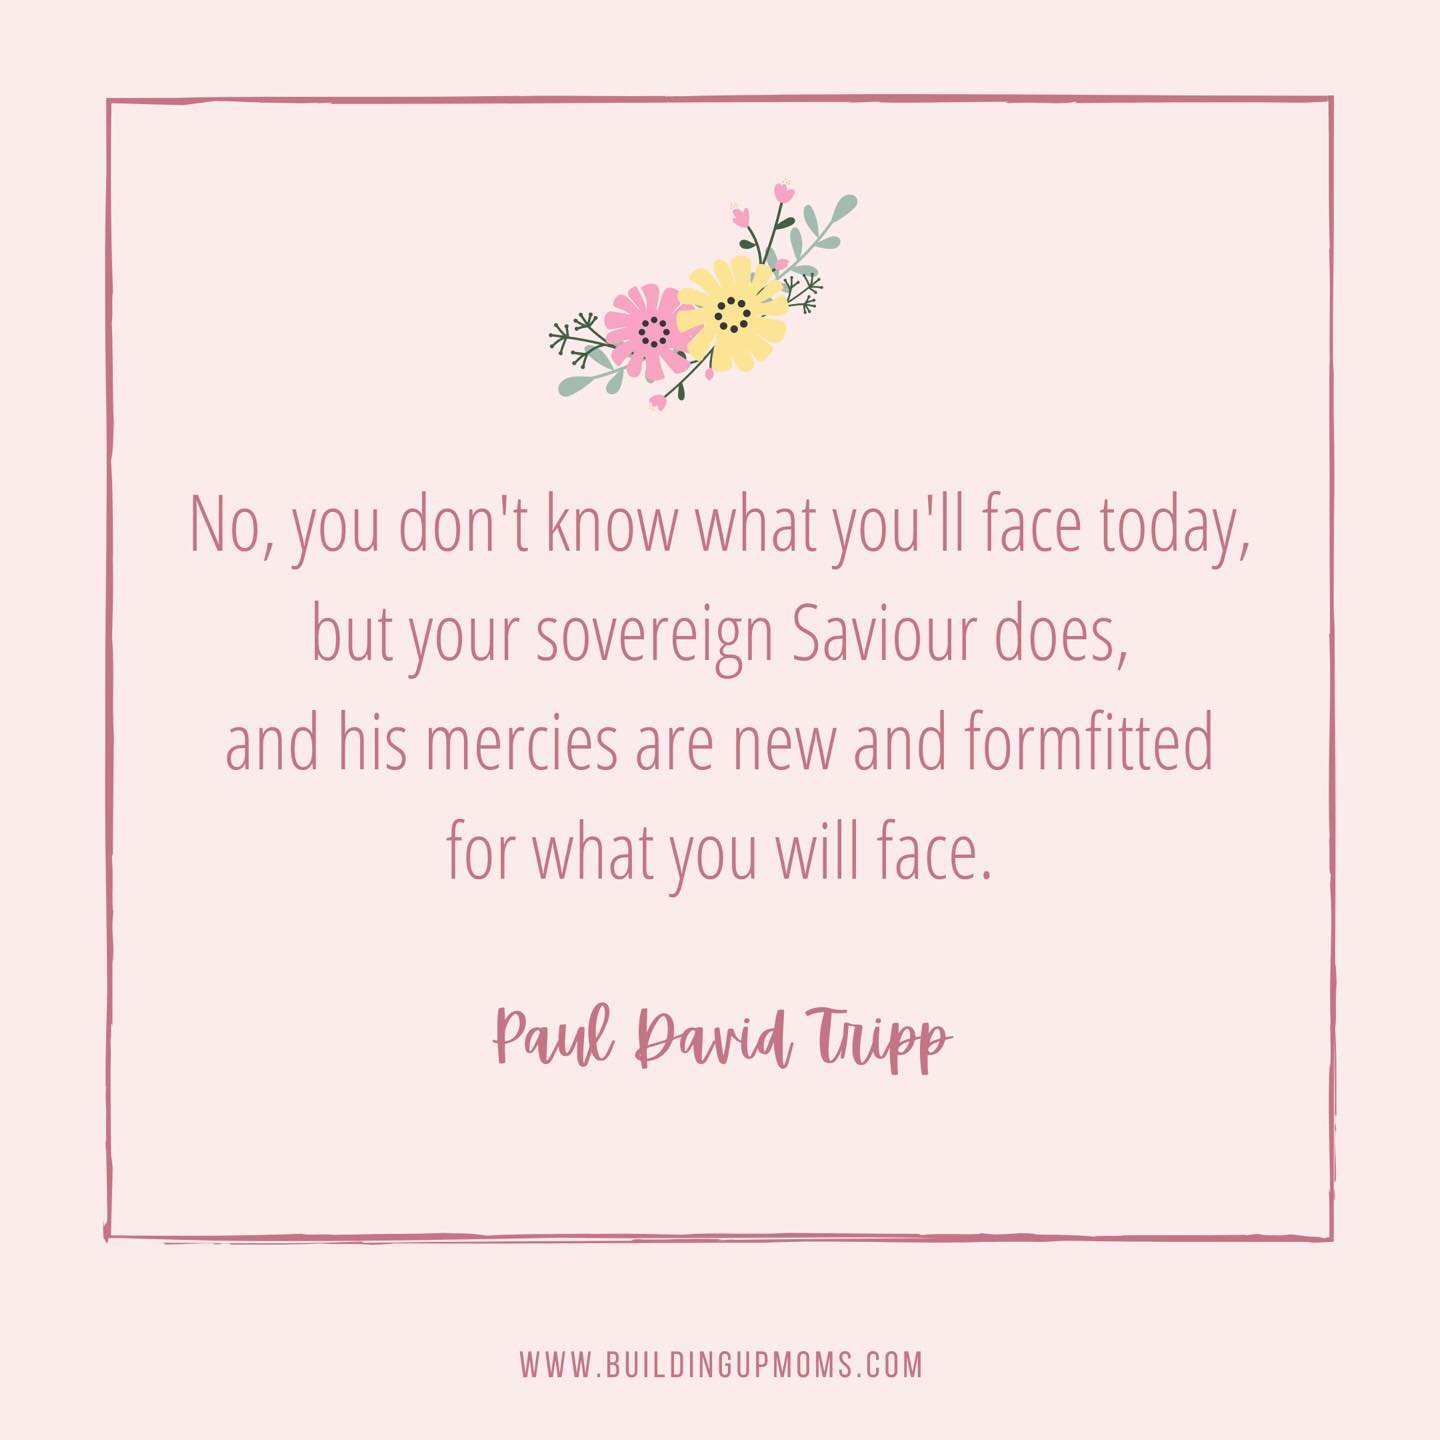 No, you don't know what you'll face today,
but your sovereign Saviour does,
and his mercies are new and formfitted
for what you will face.
Paul David Tripp
WWW.BUILDINGUPMOMS.COM